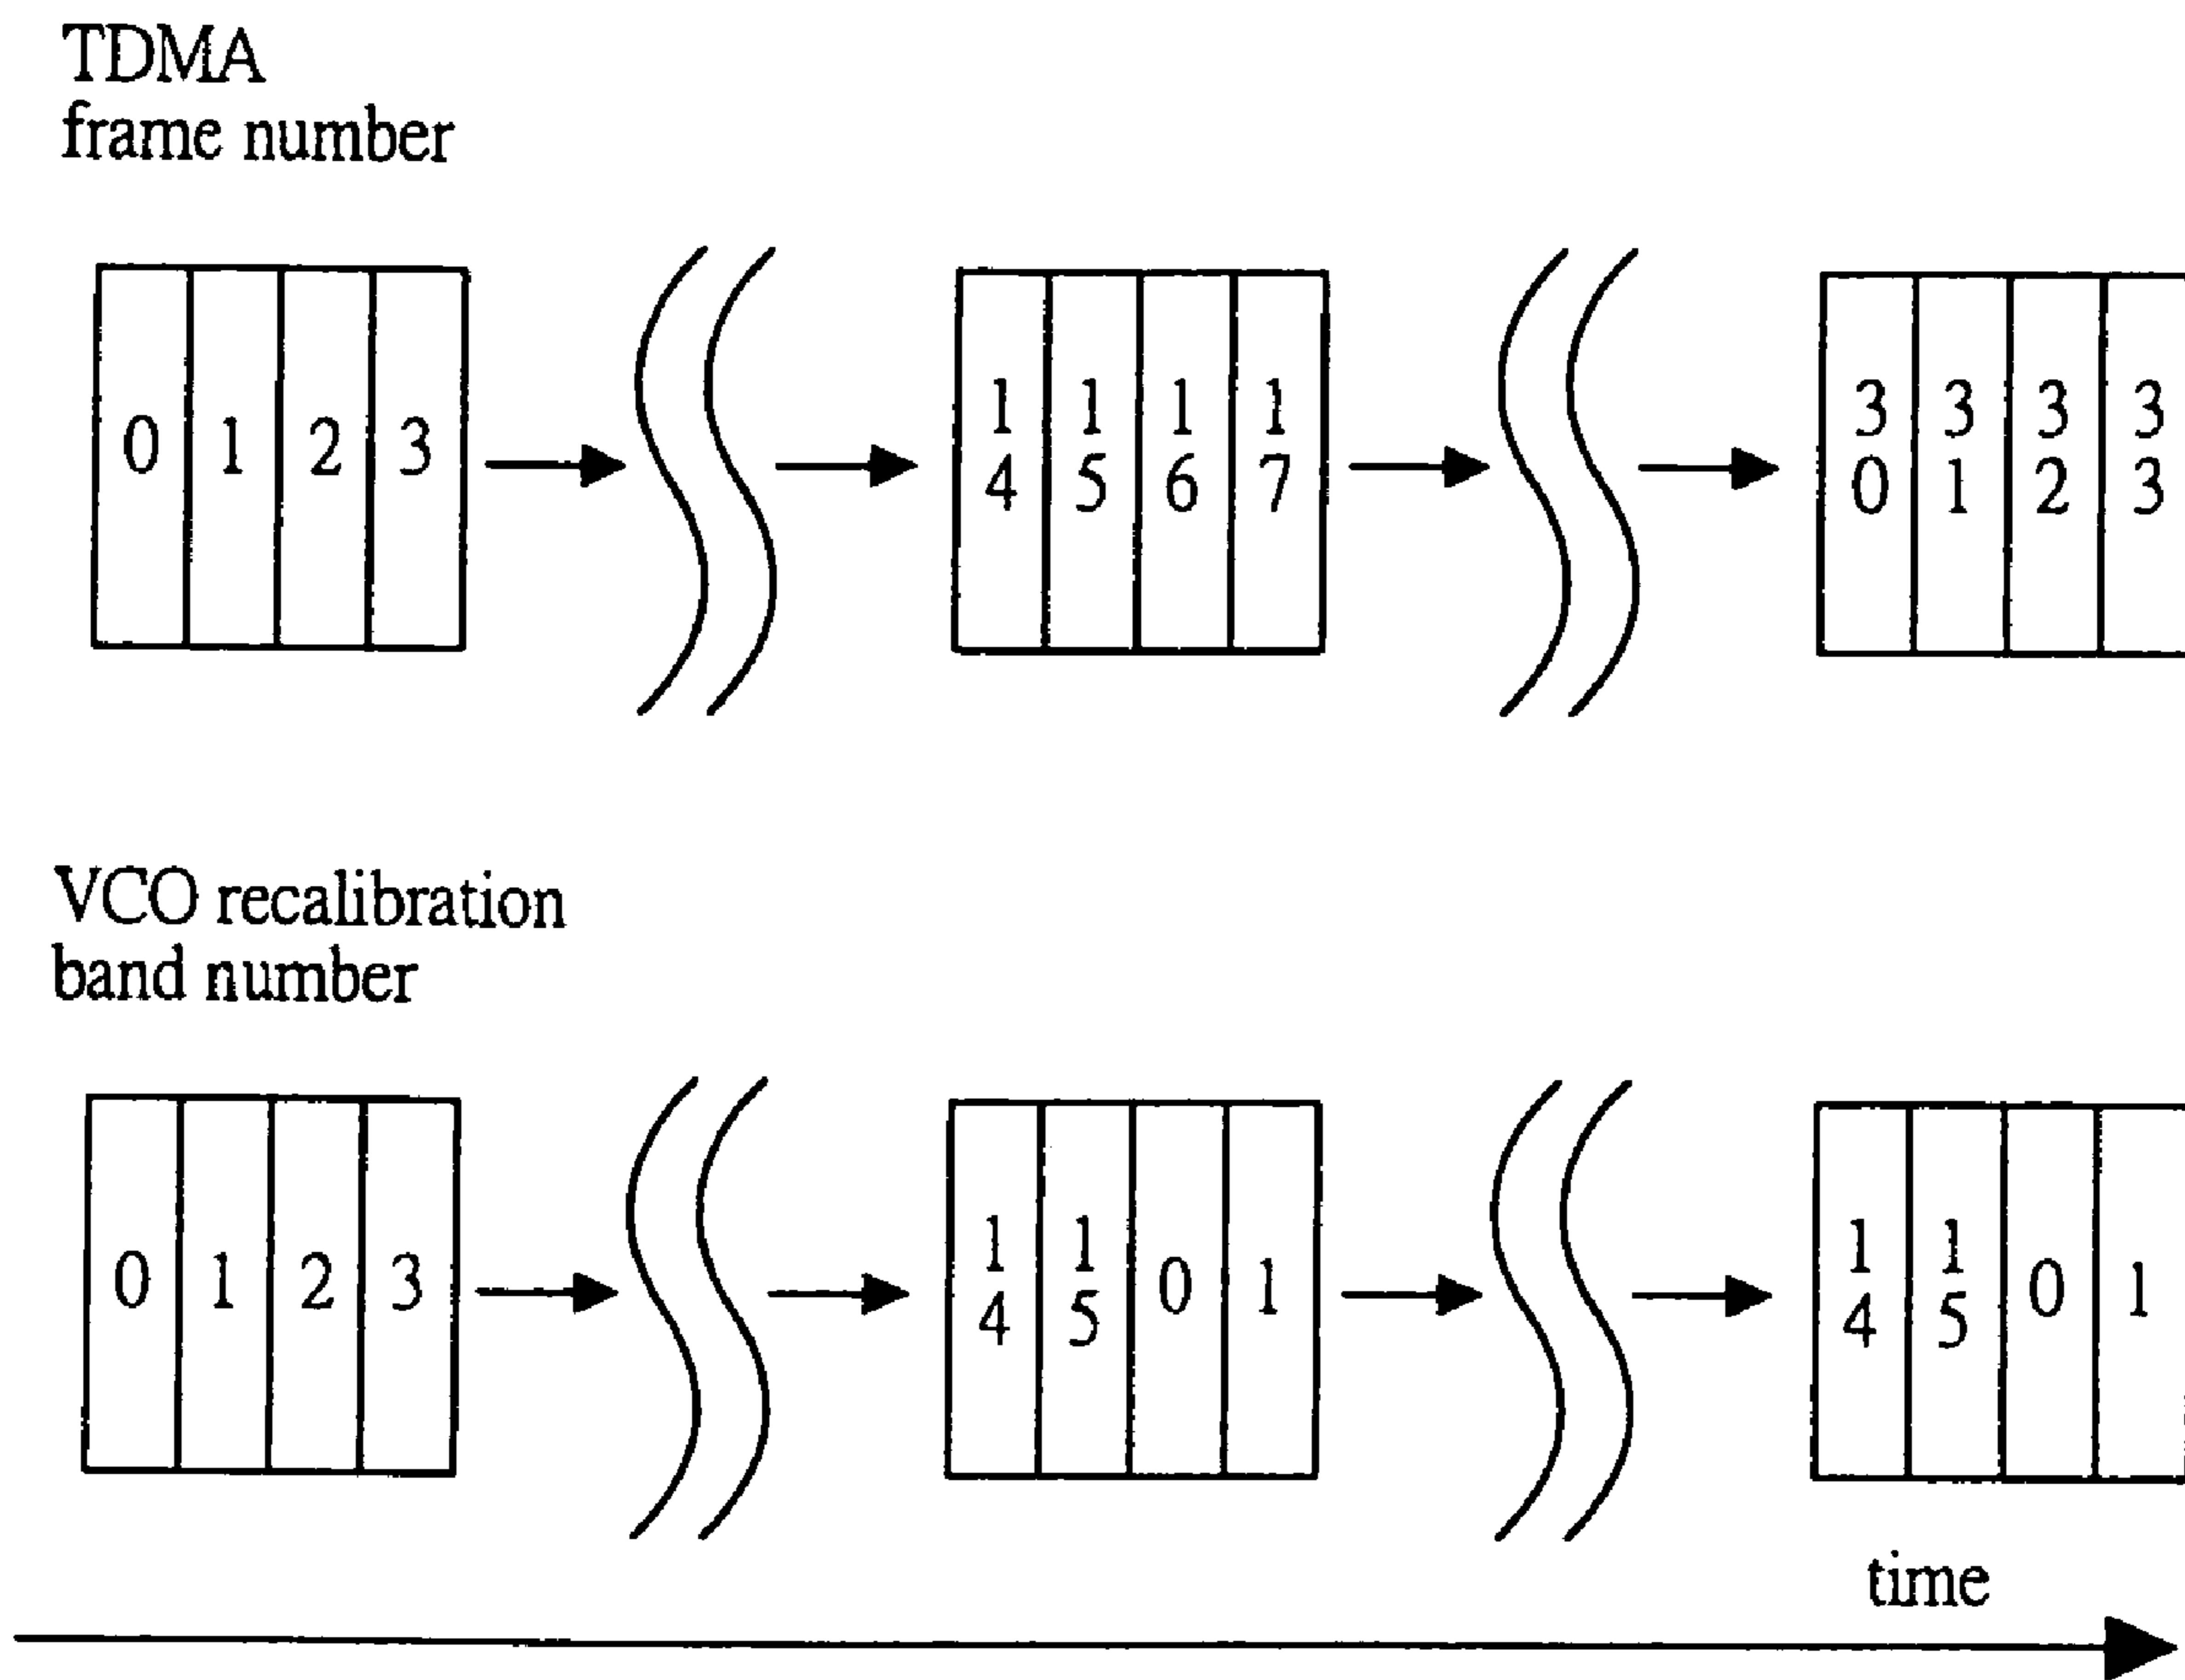 TDMA
frame number
0 1 2 3
14 15 16 17
30 31 32 33
VCO recalibration
band number
0 1 2 3
14 15 0 1
14 15 0 1
time